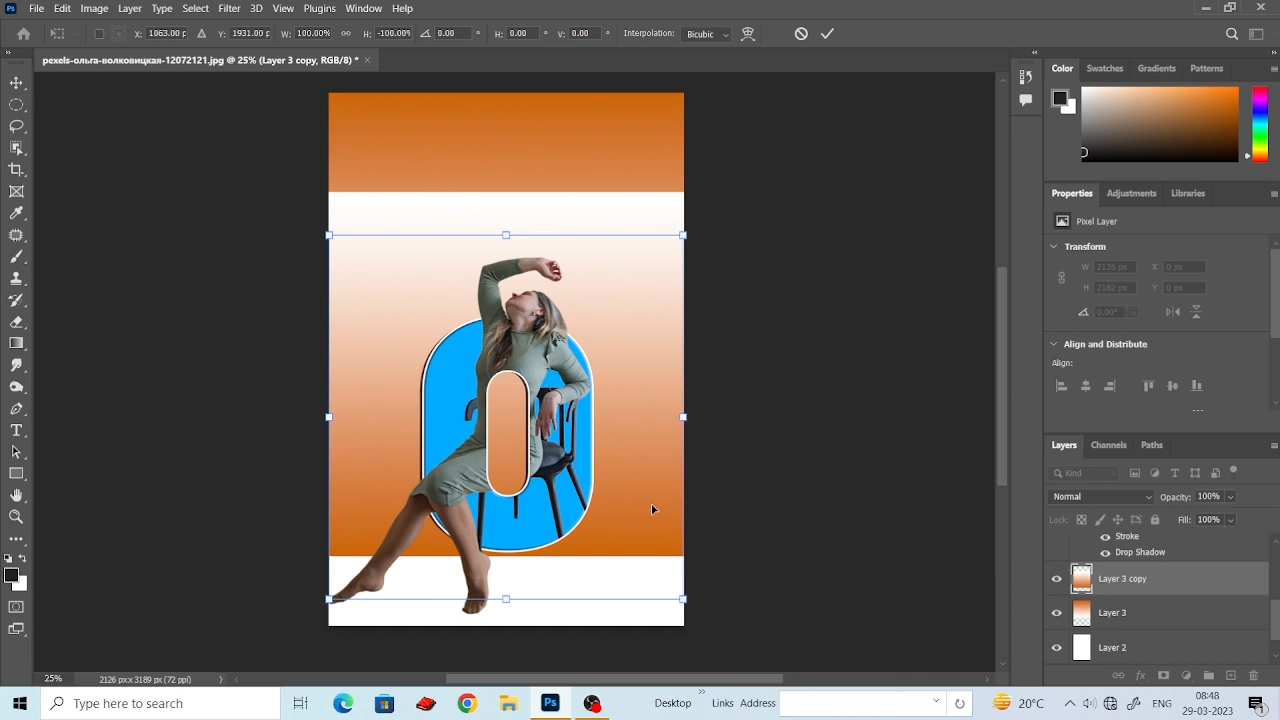 Ps File Edit Image Layer Type Select Filter 3D View Plugins Window Help
X: 1063.00 p Y: 1931.00 p W: 100.00% H: -100.00% 0.00 ° H: 0.00 ° V: 0.00 ° Interpolation: Bicubic
pexels-ольга-волковицкая-12072121.jpg @ 25% (Layer 3 copy, RGB/8) * ×
Color Swatches Gradients Patterns
Properties Adjustments Libraries
Pixel Layer
Transform
W 2126 px X 0 px
H 2182 px Y 0 px
0.00°
Align and Distribute
Align:
Layers Channels Paths
Kind
Normal Opacity: 100%
Lock: Fill: 100%
Stroke
Drop Shadow
Layer 3 copy
Layer 3
Layer 2
25% 2126 px x 3189 px (72 ppi)
Type here to search
Ps
Desktop Link Address
20°C
ENG
08:48
29-03-2023